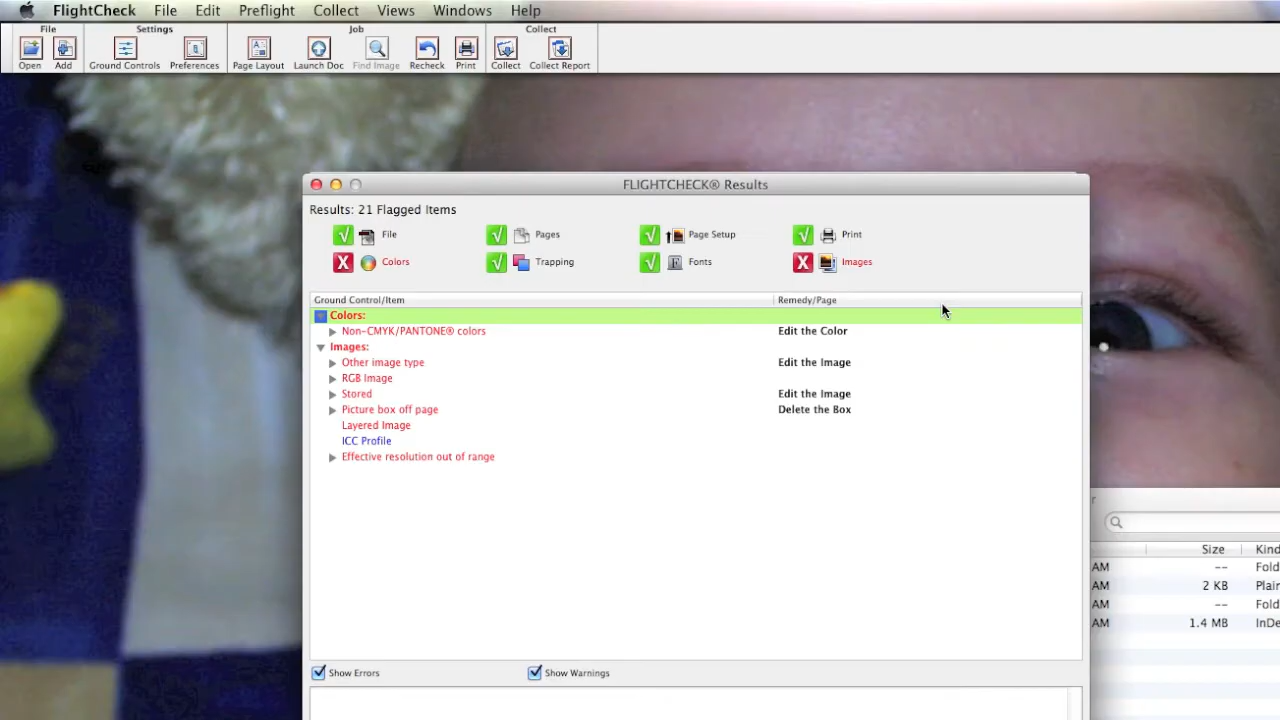 FlightCheck File Edit Preflight Collect Views Windows Help
File Settings Job Collect
Open Add Ground Controls Preferences Page Layout Launch Doc Find Image Recheck Print Collect Collect Report
FLIGHTCHECK® Results
Results: 21 Flagged Items
File Pages Page Setup Print
Colors Trapping Fonts Images
Ground Control/Item Remedy/Page
Colors:
Non-CMYK/PANTONE® colors Edit the Color
Images:
Other image type Edit the Image
RGB Image
Stored Edit the Image
Picture box off page Delete the Box
Layered Image
ICC Profile
Effective resolution out of range
Show Errors Show Warnings
r
Size Kind
AM -- Fold
AM 2 KB Plair
AM -- Fold
AM 1.4 MB InDe